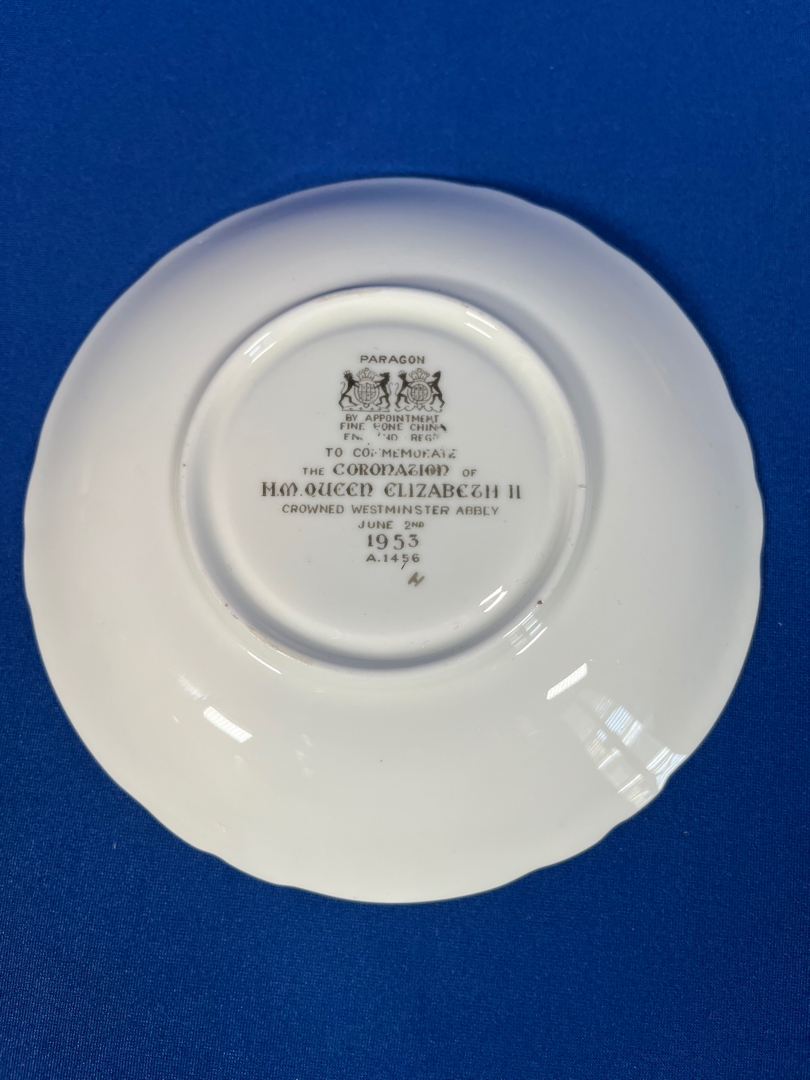 PARAGON
BY APPOINTMENT
FINE BONE CHINA
ENGLAND REGD
TO COMMEMORATE
THE CORONATION OF
H.M. QUEEN ELIZABETH II
CROWNED WESTMINSTER ABBEY
JUNE 2ND
1953
A.1456
H